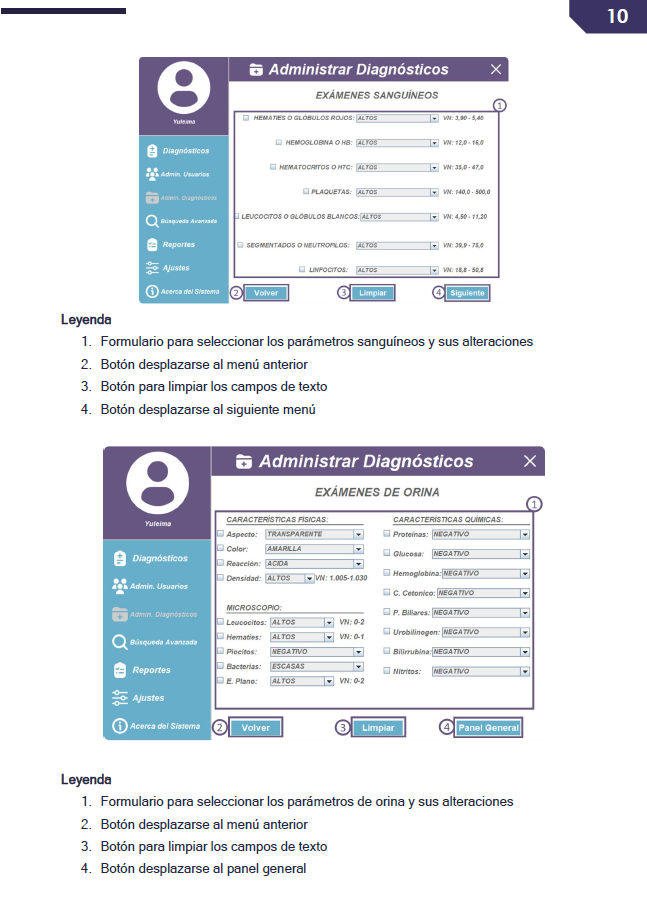 10
Administrar Diagnósticos
Yuleima
EXÁMENES SANGUÍNEOS
1
HEMATIES O GLÓBULOS ROJOS: ALTOS VN: 3,90 - 5,40
HEMOGLOBINA O HB: ALTOS VN: 12,0 - 16,0
HEMATOCRITOS O HTC: ALTOS VN: 35,0 - 47,0
PLAQUETAS: ALTOS VN: 140,0 - 500,0
LEUCOCITOS O GLÓBULOS BLANCOS: ALTOS VN: 4,50 - 11,20
SEGMENTADOS O NEUTROFILOS: ALTOS VN: 39,9 - 75,0
LINFOCITOS: ALTOS VN: 18,8 - 50,8
Diagnósticos
Admin. Usuarios
Admin. Diagnósticos
Búsqueda Avanzada
Reportes
Ajustes
Acerca del Sistema
2 Volver 3 Limpiar 4 Siguiente
Leyenda
1. Formulario para seleccionar los parámetros sanguíneos y sus alteraciones
2. Botón desplazarse al menú anterior
3. Botón para limpiar los campos de texto
4. Botón desplazarse al siguiente menú
Administrar Diagnósticos
Yuleima
EXÁMENES DE ORINA
1
Diagnósticos
Admin. Usuarios
Admin. Diagnósticos
Búsqueda Avanzada
Reportes
Ajustes
Acerca del Sistema
CARACTERÍSTICAS FÍSICAS:
Aspecto: TRANSPARENTE
Color: AMARILLA
Reacción: ACIDA
Densidad: ALTOS VN: 1.005-1.030
MICROSCOPIO:
Leucocitos: ALTOS VN: 0-2
Hematies: ALTOS VN: 0-1
Piocitos: NEGATIVO
Bacterias: ESCASAS
E. Plano: ALTOS VN: 0-2
CARACTERÍSTICAS QUÍMICAS:
Proteínas: NEGATIVO
Glucosa: NEGATIVO
Hemoglobina: NEGATIVO
C. Cetonico: NEGATIVO
P. Biliares: NEGATIVO
Urobilinogen: NEGATIVO
Bilirrubina: NEGATIVO
Nitritos: NEGATIVO
2 Volver 3 Limpiar 4 Panel General
Leyenda
1. Formulario para seleccionar los parámetros de orina y sus alteraciones
2. Botón desplazarse al menú anterior
3. Botón para limpiar los campos de texto
4. Botón desplazarse al panel general